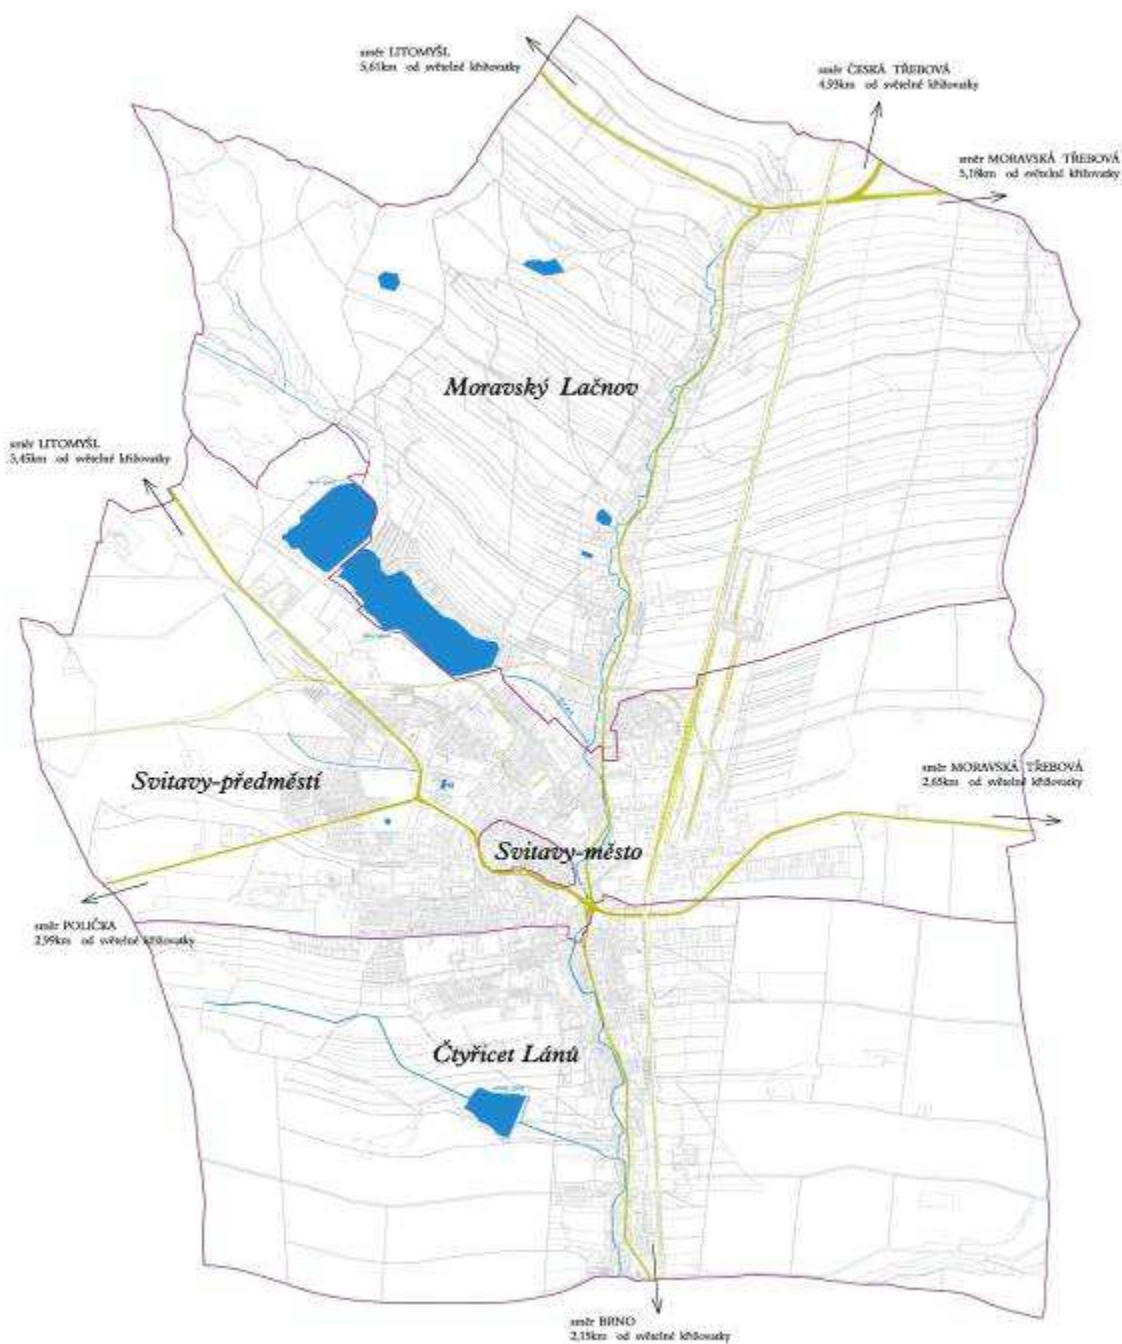 směr LITOMYŠL
5,61km od světelné křižovatky
směr ČESKÁ TŘEBOVÁ
4,93km od světelné křižovatky
směr MORAVSKÁ TŘEBOVÁ
5,18km od světelné křižovatky
Moravský Lačnov
směr LITOMYŠL
3,45km od světelné křižovatky
Svitavy-předměstí
směr MORAVSKÁ TŘEBOVÁ
2,65km od světelné křižovatky
Svitavy-město
směr POLIČKA
2,99km od světelné křižovatky
Čtyřicet Lánů
směr BRNO
2,15km od světelné křižovatky